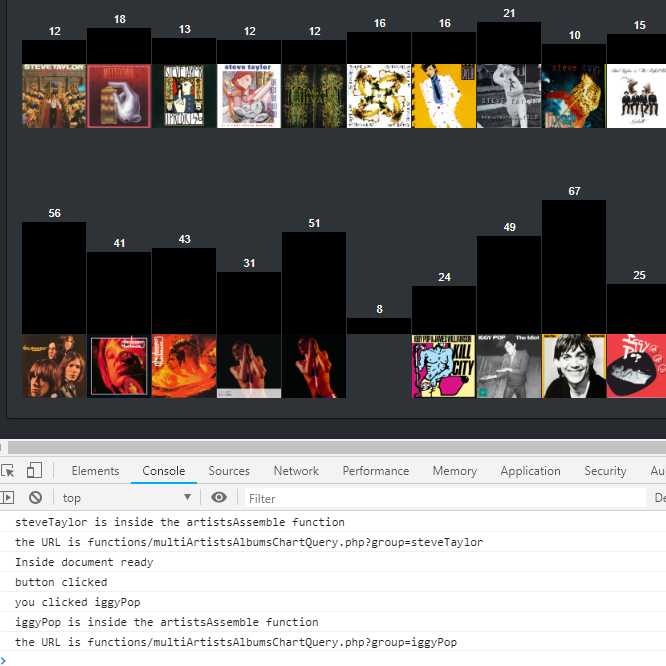 12 18 13 12 12 16 16 21 10 15
STEVE TAYLOR
MELTDOWN
steve taylor
STEVE TAYLOR
steve taylor
56 41 43 31 51 8 24 49 67 25
IGGY POP & JAMES WILLIAMSON
KILL CITY
IGGY POP The Idiot
Iggy Pop
Elements Console Sources Network Performance Memory Application Security Au
top Filter De
steveTaylor is inside the artistsAssemble function
the URL is functions/multiArtistsAlbumsChartQuery.php?group=steveTaylor
Inside document ready
button clicked
you clicked iggyPop
iggyPop is inside the artistsAssemble function
the URL is functions/multiArtistsAlbumsChartQuery.php?group=iggyPop